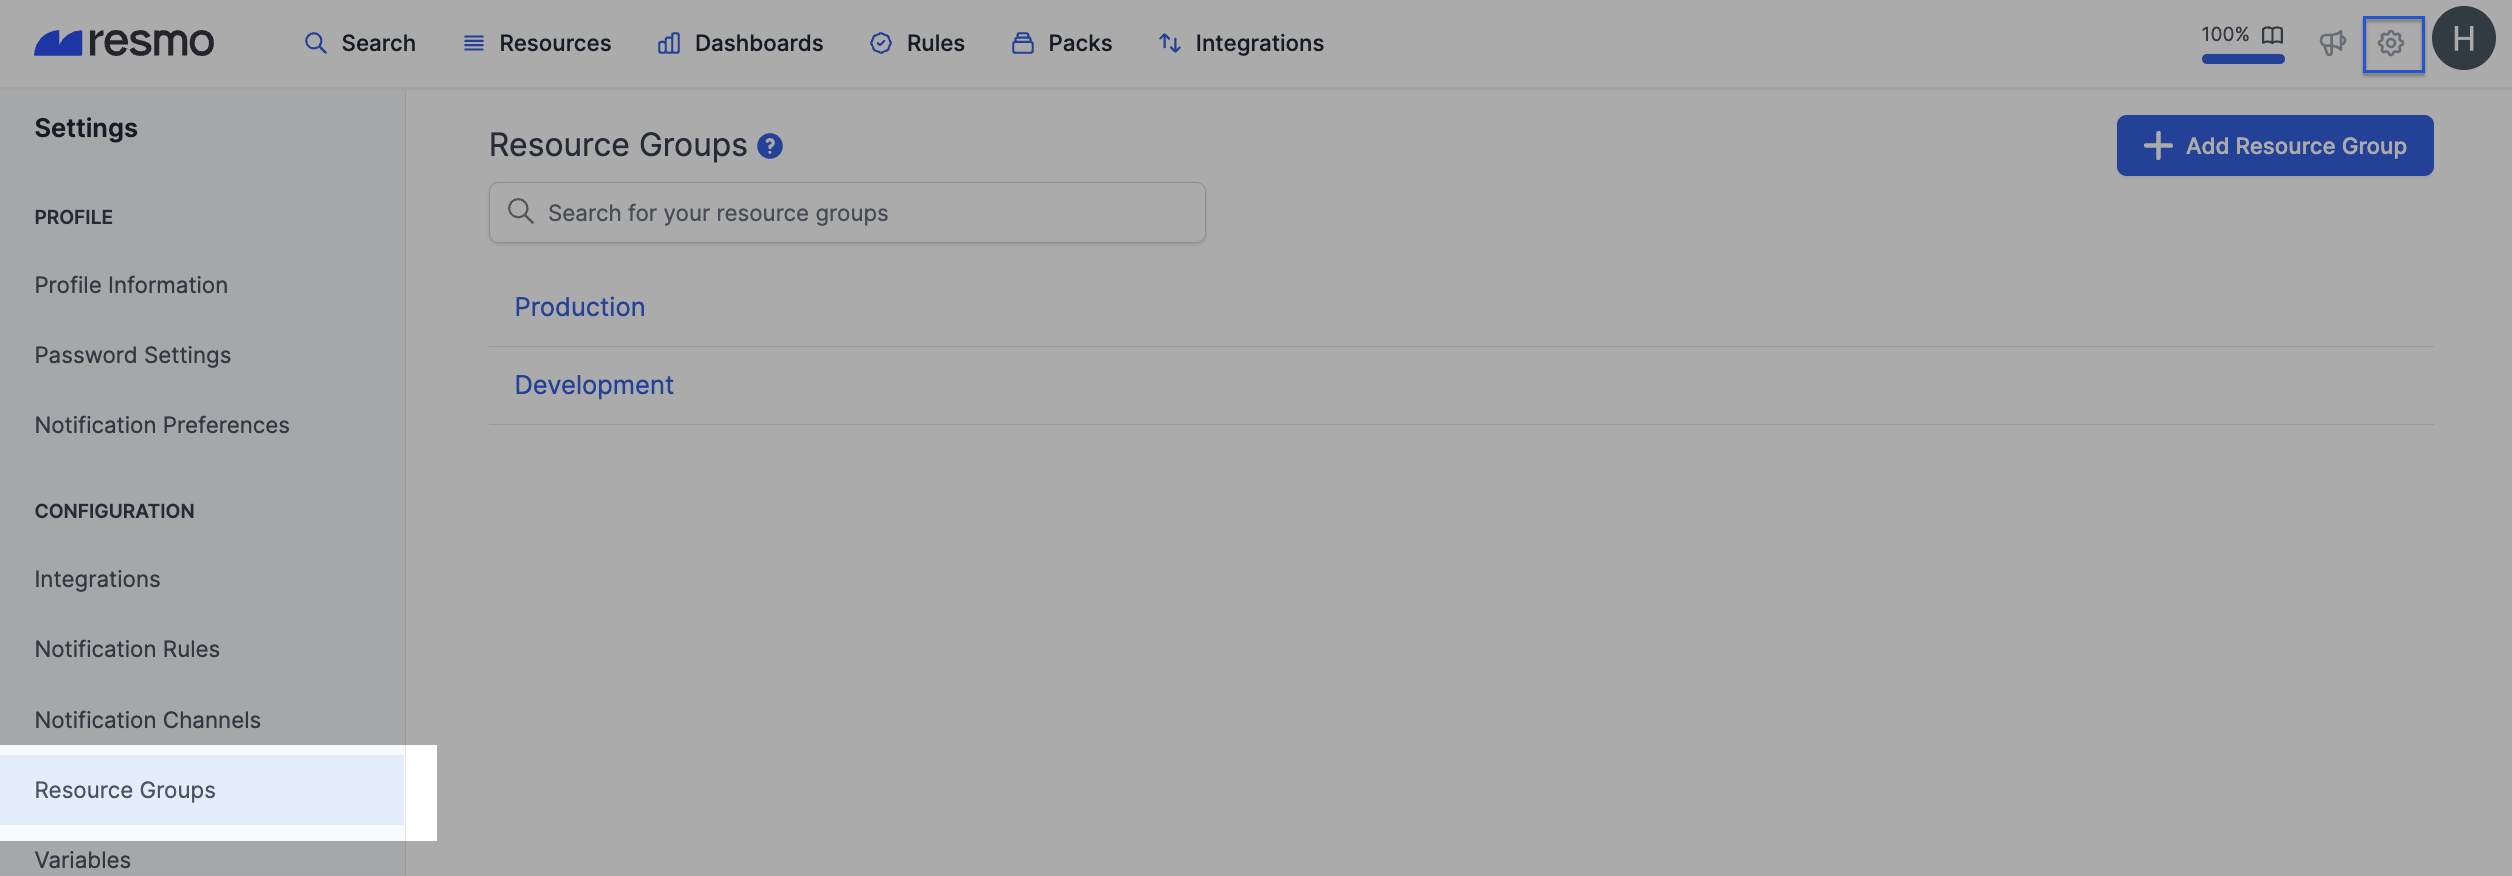 resmo Search Resources Dashboards Rules Packs Integrations 100% H
Settings
PROFILE
Profile Information
Password Settings
Notification Preferences
CONFIGURATION
Integrations
Notification Rules
Notification Channels
Resource Groups
Variables
Resource Groups ?
Add Resource Group
Search for your resource groups
Production
Development